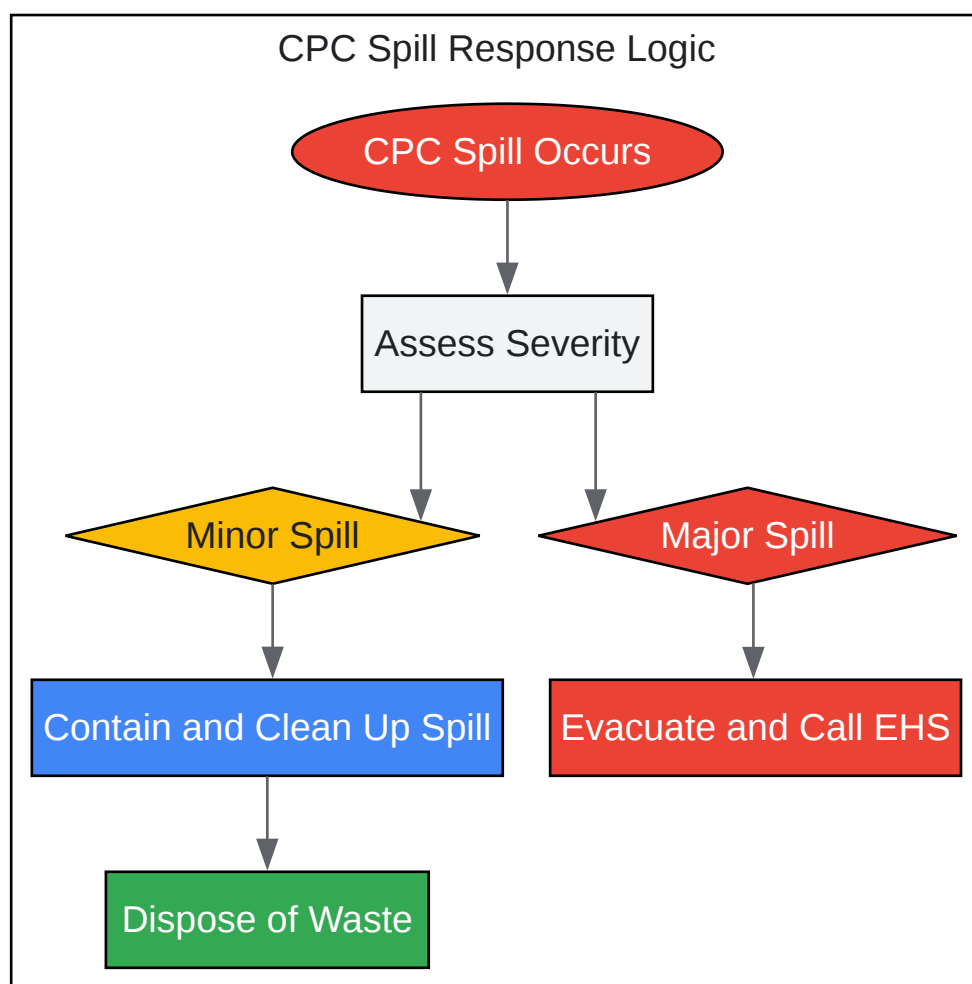 CPC Spill Response Logic
CPC Spill Occurs
Assess Severity
Minor Spill
Major Spill
Contain and Clean Up Spill
Evacuate and Call EHS
Dispose of Waste